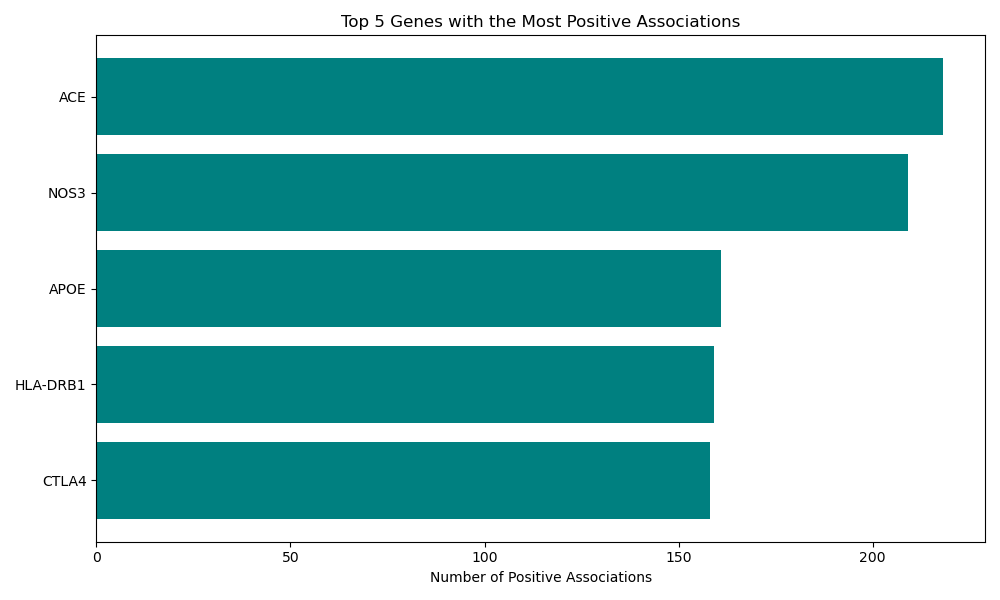 Top 5 Genes with the Most Positive Associations
ACE
NOS3
APOE
HLA-DRB1
CTLA4
0 50 100 150 200
Number of Positive Associations